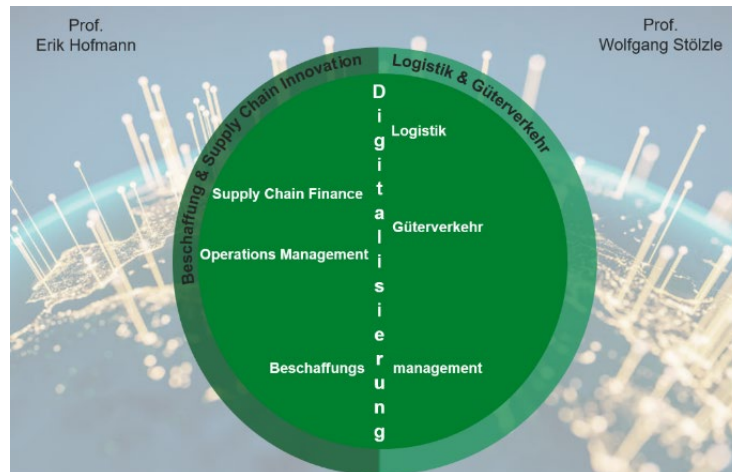 Prof.
Erik Hofmann
Prof.
Wolfgang Stölzle
Beschaffung & Supply Chain Innovation
Logistik & Güterverkehr
Digitalisierung
Logistik
Supply Chain Finance
Güterverkehr
Operations Management
Beschaffungs management